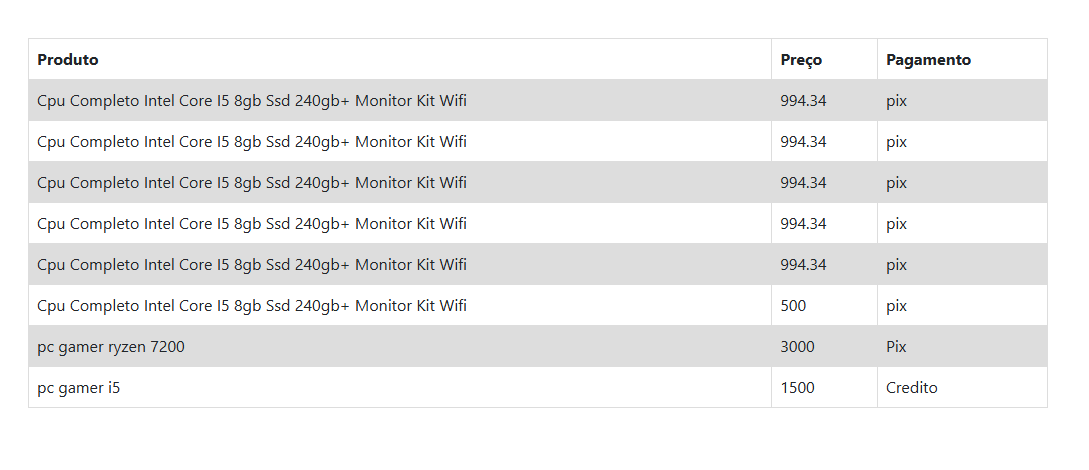 Produto Preço Pagamento
Cpu Completo Intel Core I5 8gb Ssd 240gb+ Monitor Kit Wifi 994.34 pix
Cpu Completo Intel Core I5 8gb Ssd 240gb+ Monitor Kit Wifi 994.34 pix
Cpu Completo Intel Core I5 8gb Ssd 240gb+ Monitor Kit Wifi 994.34 pix
Cpu Completo Intel Core I5 8gb Ssd 240gb+ Monitor Kit Wifi 994.34 pix
Cpu Completo Intel Core I5 8gb Ssd 240gb+ Monitor Kit Wifi 994.34 pix
Cpu Completo Intel Core I5 8gb Ssd 240gb+ Monitor Kit Wifi 500 pix
pc gamer ryzen 7200 3000 Pix
pc gamer i5 1500 Credito